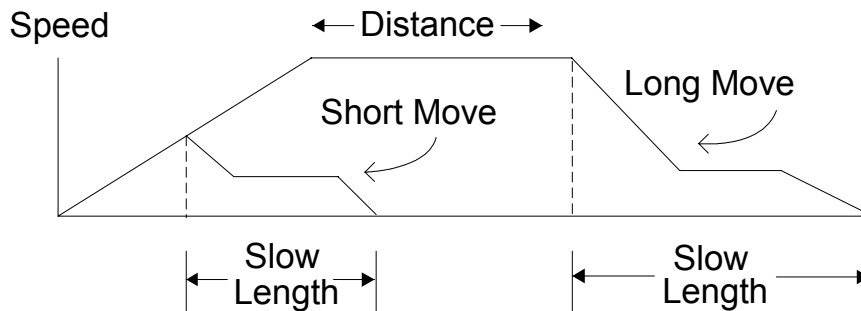 Speed
Distance
Long Move
Short Move
Slow
Length
Slow
Length